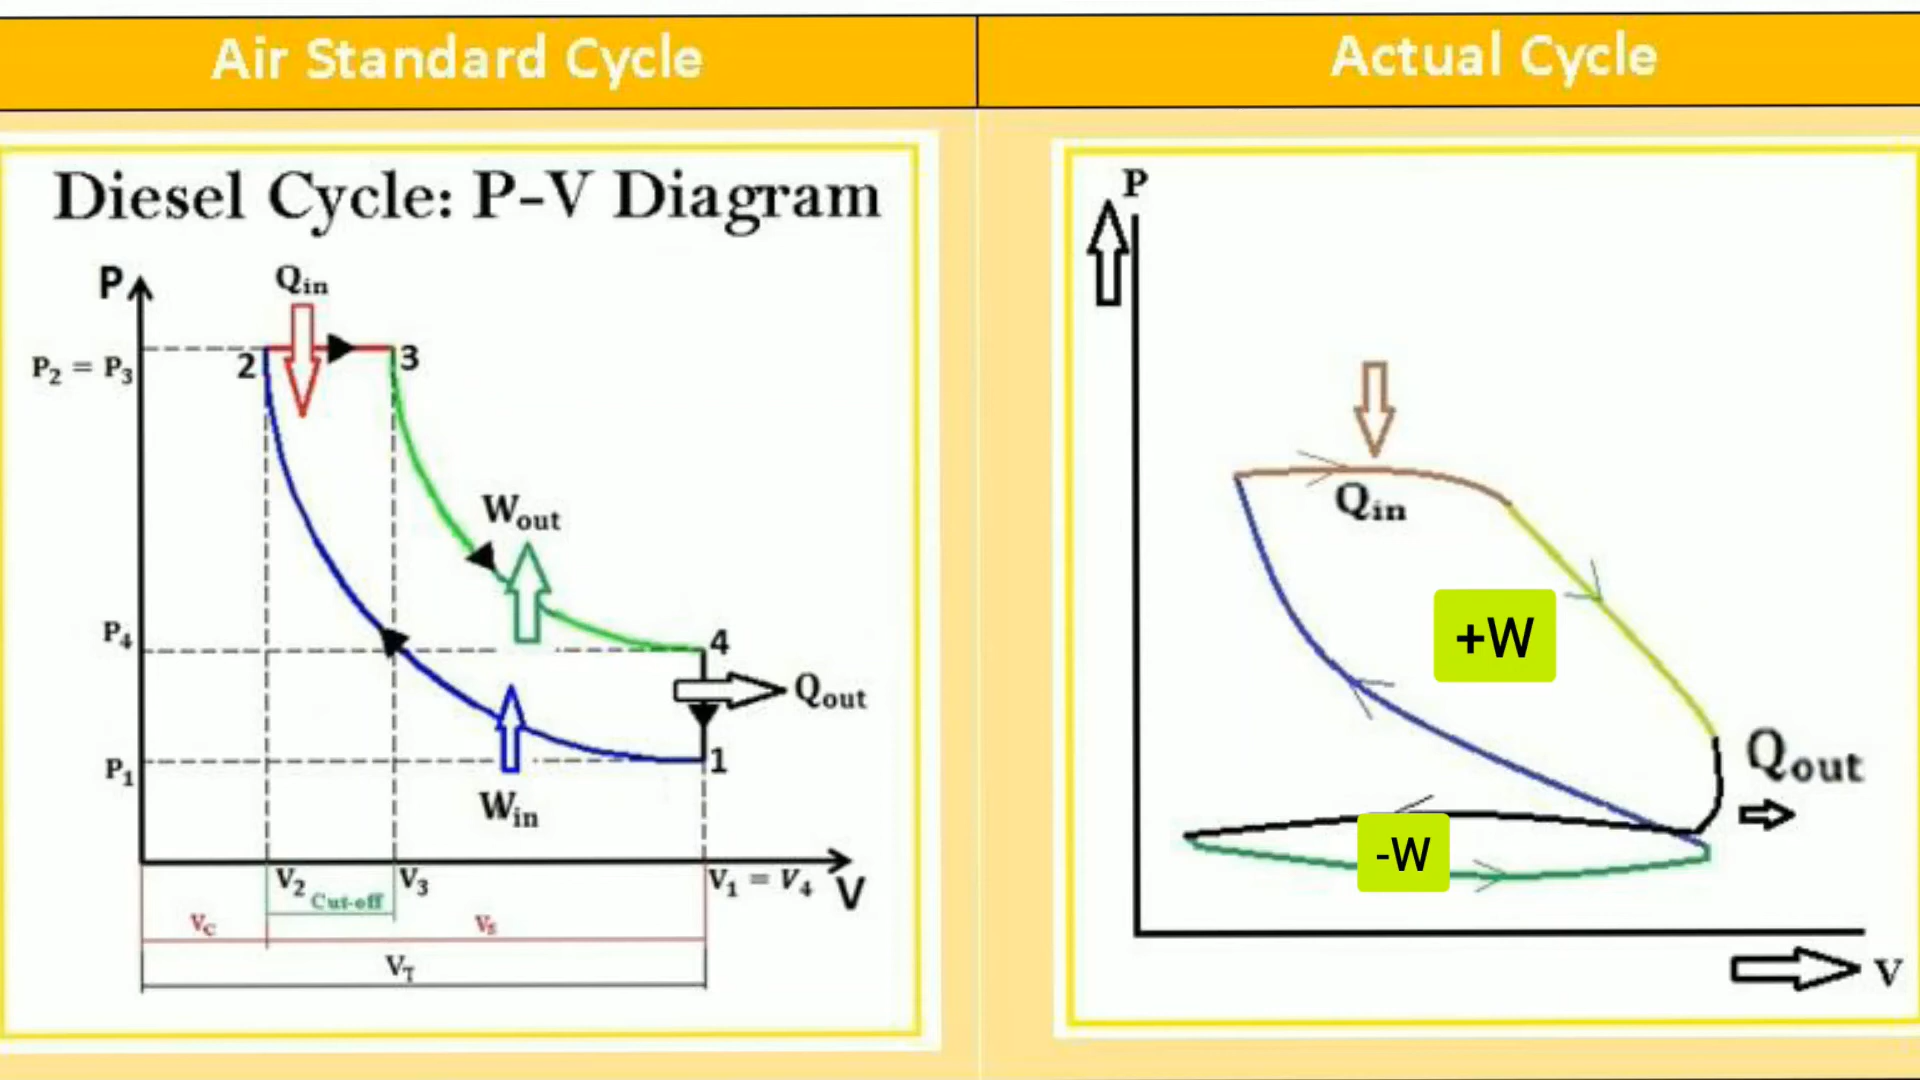 Air Standard Cycle
Actual Cycle
Diesel Cycle: P-V Diagram
P
Qin
P2 = P3
2
3
Wout
P4
4
Qout
P1
1
Win
V2
V3
V1 = V4
V
Cut-off
VC
VS
VT
P
Qin
+W
Qout
-W
V